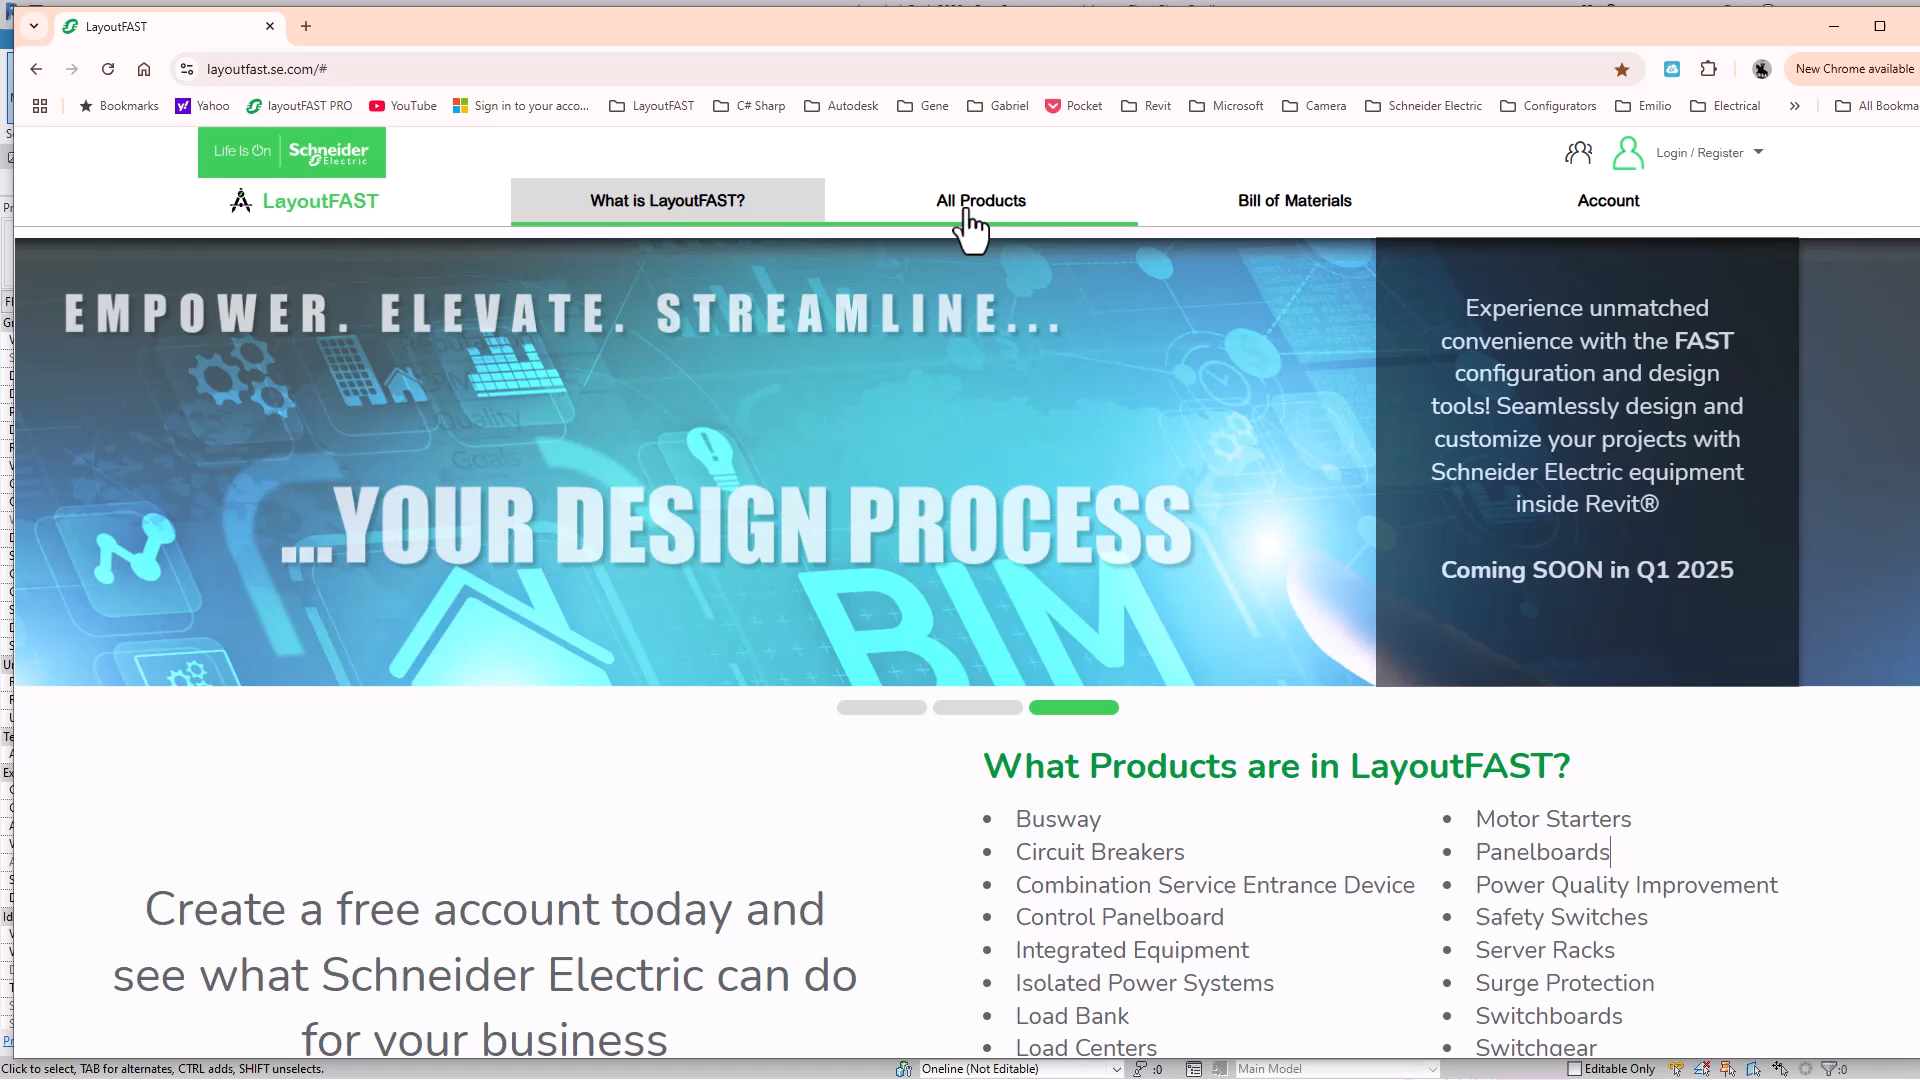 LayoutFAST
layoutfast.se.com/#
New Chrome available
Bookmarks
Yahoo
layoutFAST PRO
YouTube
Sign in to your acco...
LayoutFAST
C# Sharp
Autodesk
Gene
Gabriel
Pocket
Revit
Microsoft
Camera
Schneider Electric
Configurators
Emilio
Electrical
All Bookma
Life Is On
Schneider
Electric
Login / Register
LayoutFAST
What is LayoutFAST?
All Products
Bill of Materials
Account
EMPOWER. ELEVATE. STREAMLINE...
Quality
Goals
...YOUR DESIGN PROCESS
BIM
Experience unmatched
convenience with the FAST
configuration and design
tools! Seamlessly design and
customize your projects with
Schneider Electric equipment
inside Revit®
Coming SOON in Q1 2025
Create a free account today and
see what Schneider Electric can do
for your business
What Products are in LayoutFAST?
Busway
Circuit Breakers
Combination Service Entrance Device
Control Panelboard
Integrated Equipment
Isolated Power Systems
Load Bank
Load Centers
Motor Starters
Panelboards
Power Quality Improvement
Safety Switches
Server Racks
Surge Protection
Switchboards
Switchgear
Click to select, TAB for alternates, CTRL adds, SHIFT unselects.
Oneline (Not Editable)
:0
Main Model
Editable Only
:0